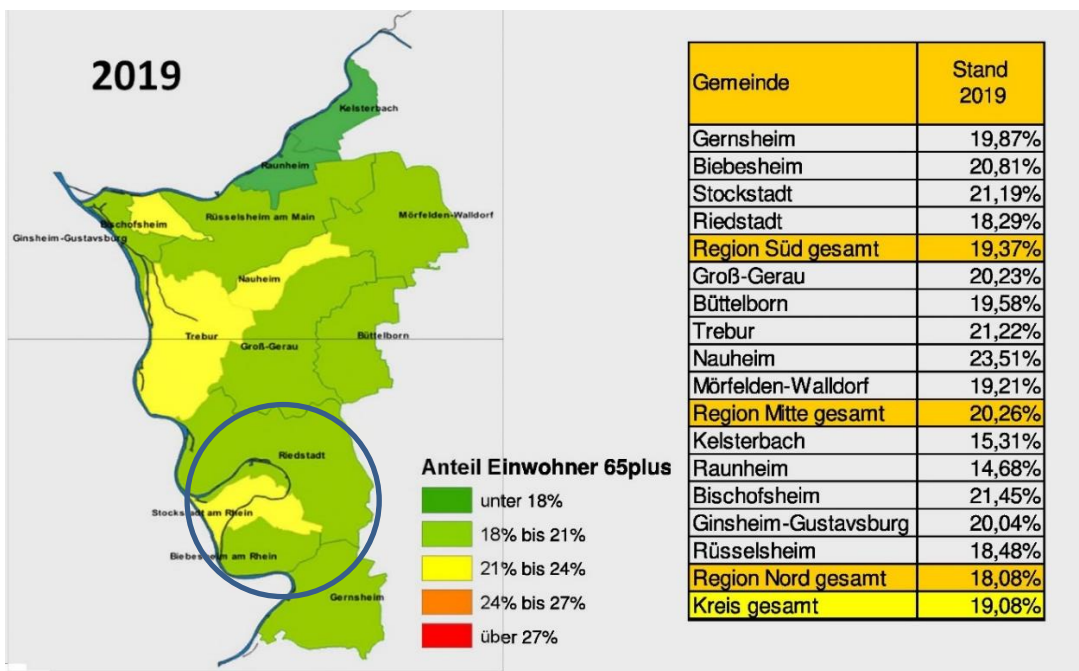 2019
Kelsterbach
Raunheim
Mörfelden-Walldorf
Rüsselsheim am Main
Bischofsheim
Ginsheim-Gustavsburg
Nauheim
Trebur
Groß-Gerau
Büttelborn
Riedstadt
Stockstadt am Rhein
Biebesheim am Rhein
Gernsheim
Anteil Einwohner 65plus
unter 18%
18% bis 21%
21% bis 24%
24% bis 27%
über 27%
Gemeinde Stand 2019
Gernsheim 19,87%
Biebesheim 20,81%
Stockstadt 21,19%
Riedstadt 18,29%
Region Süd gesamt 19,37%
Groß-Gerau 20,23%
Büttelborn 19,58%
Trebur 21,22%
Nauheim 23,51%
Mörfelden-Walldorf 19,21%
Region Mitte gesamt 20,26%
Kelsterbach 15,31%
Raunheim 14,68%
Bischofsheim 21,45%
Ginsheim-Gustavsburg 20,04%
Rüsselsheim 18,48%
Region Nord gesamt 18,08%
Kreis gesamt 19,08%